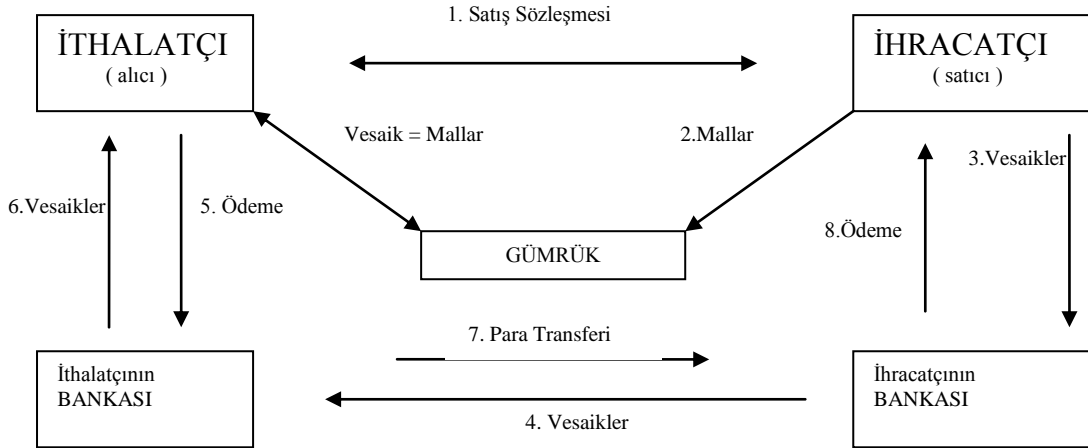 1. Satış Sözleşmesi
İTHALATÇI
( alıcı )
İHRACATÇI
( satıcı )
Vesaik = Mallar
2.Mallar
3.Vesaikler
6.Vesaikler
5. Ödeme
8.Ödeme
GÜMRÜK
7. Para Transferi
İthalatçının
BANKASI
İhracatçının
BANKASI
4. Vesaikler